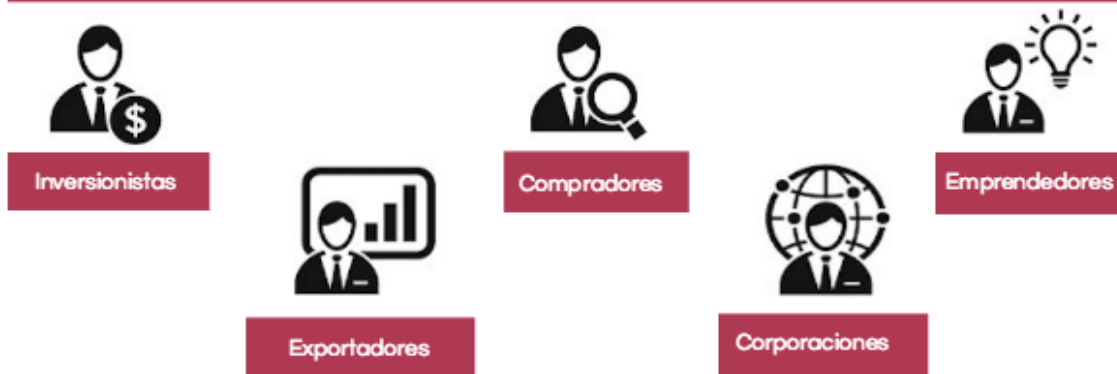 Inversionistas
Exportadores
Compradores
Corporaciones
Emprendedores